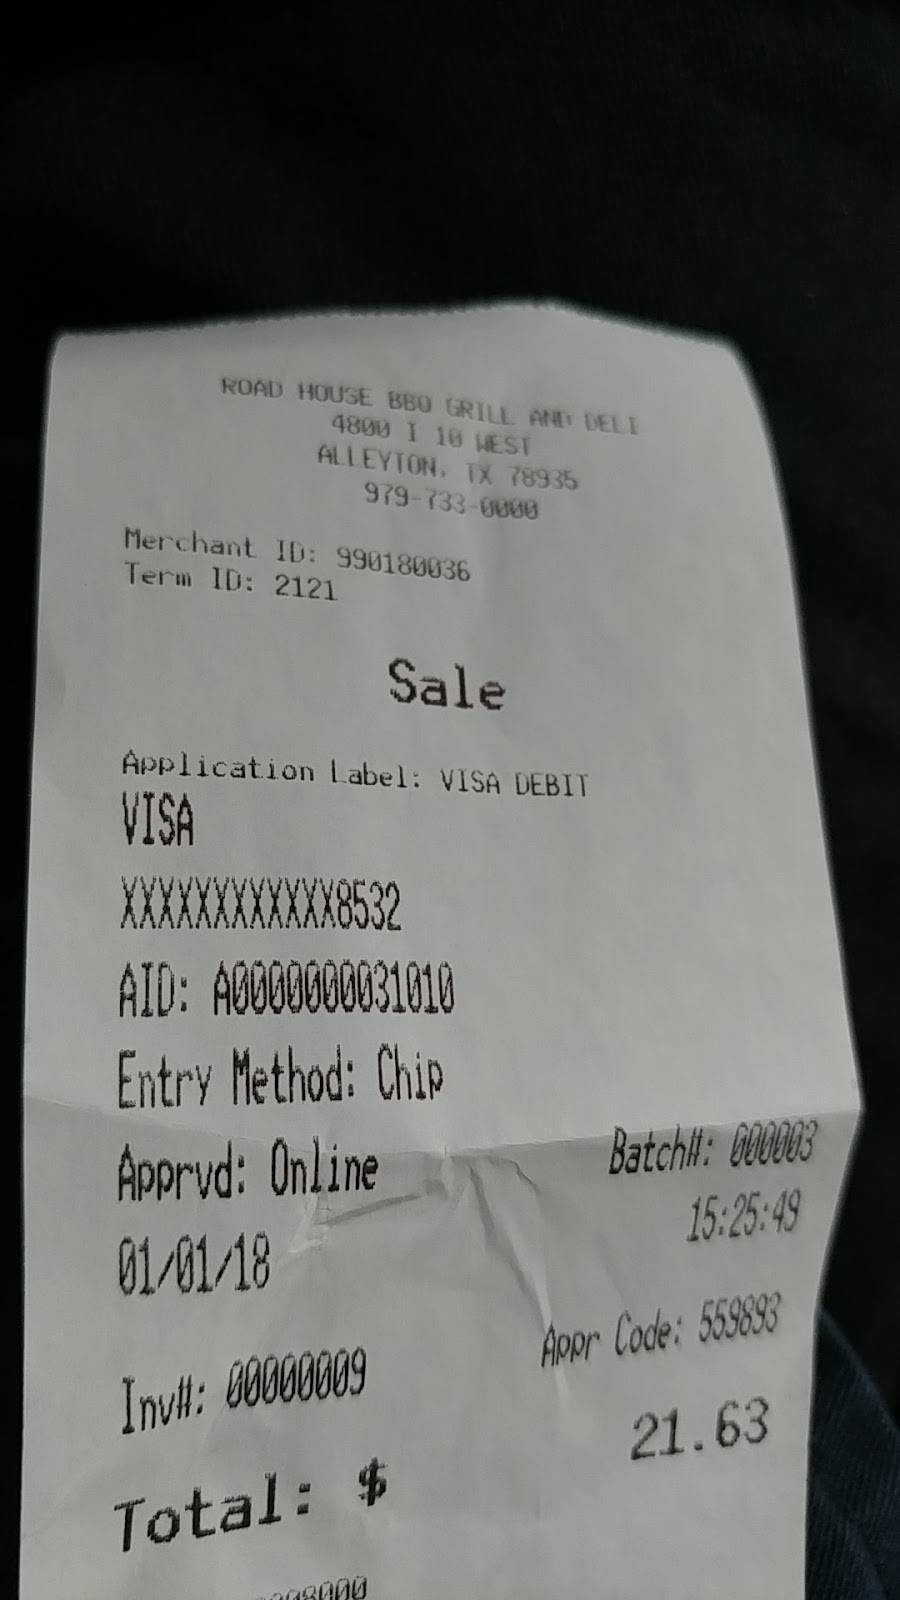 ROAD HOUSE BBQ GRILL AND DELI
4800 I 10 WEST
ALLEYTON, TX 78935
979-733-0000
Merchant ID: 990180036
Term ID: 2121
Sale
Application Label: VISA DEBIT
VISA
XXXXXXXXXXXX8532
AID: A0000000031010
Entry Method: Chip
Apprvd: Online Batch#: 000003
01/01/18 15:25:49
Inv#: 00000009 Appr Code: 559893
Total: $ 21.63